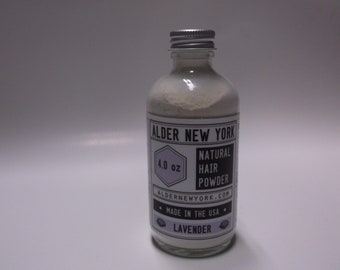 ALDER NEW YORK
4.0 oz
NATURAL
HAIR
POWDER
ALDERNEWYORK.COM
MADE IN THE USA
LAVENDER